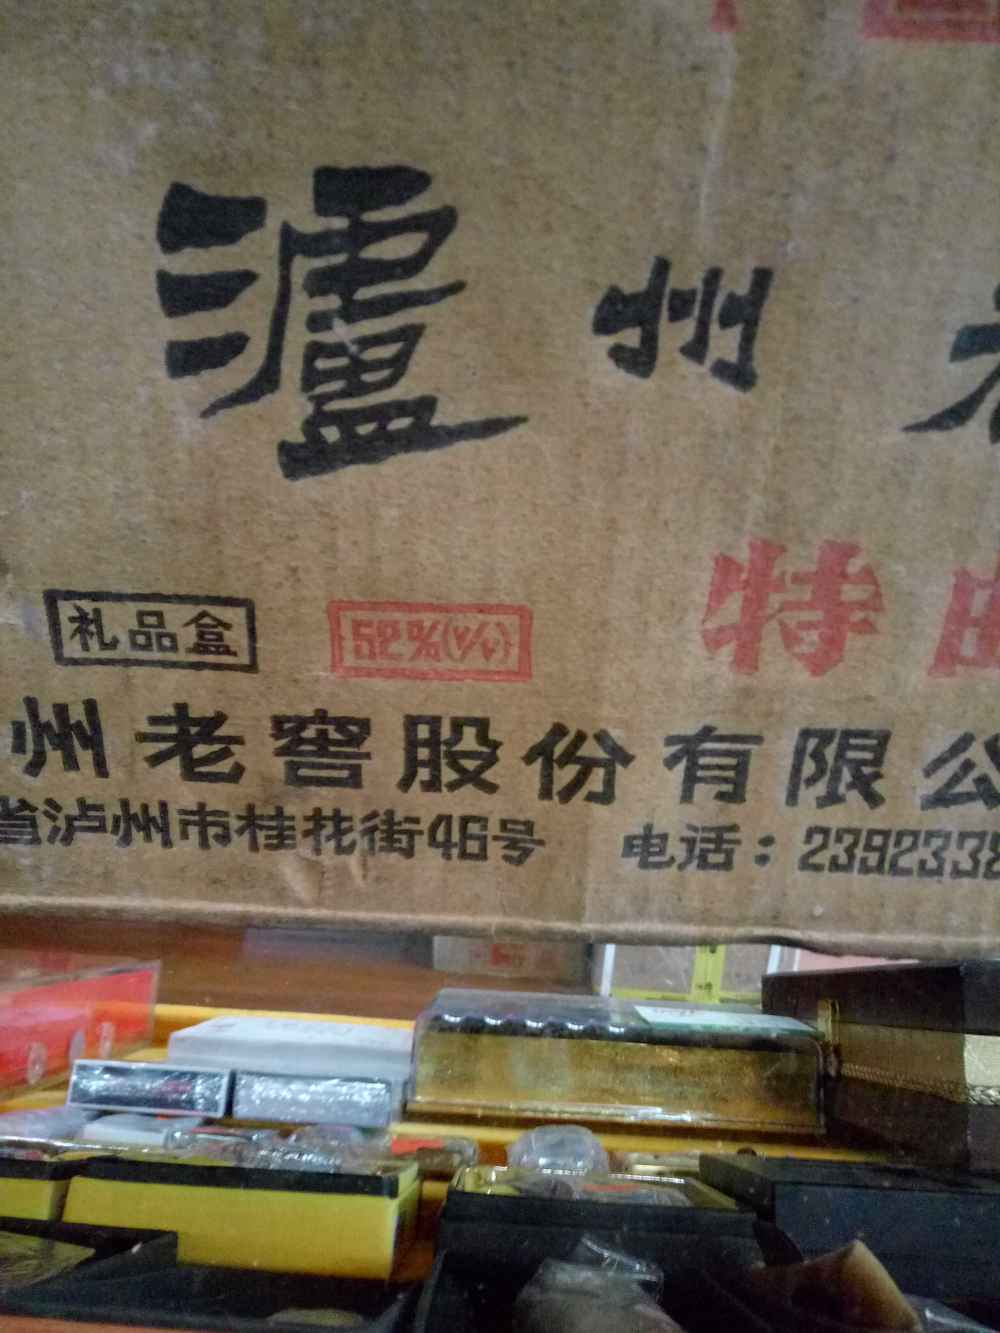 瀘州
特
礼品盒 52%(v/v)
州老窖股份有限公
省泸州市桂花街46号 电话：2392338